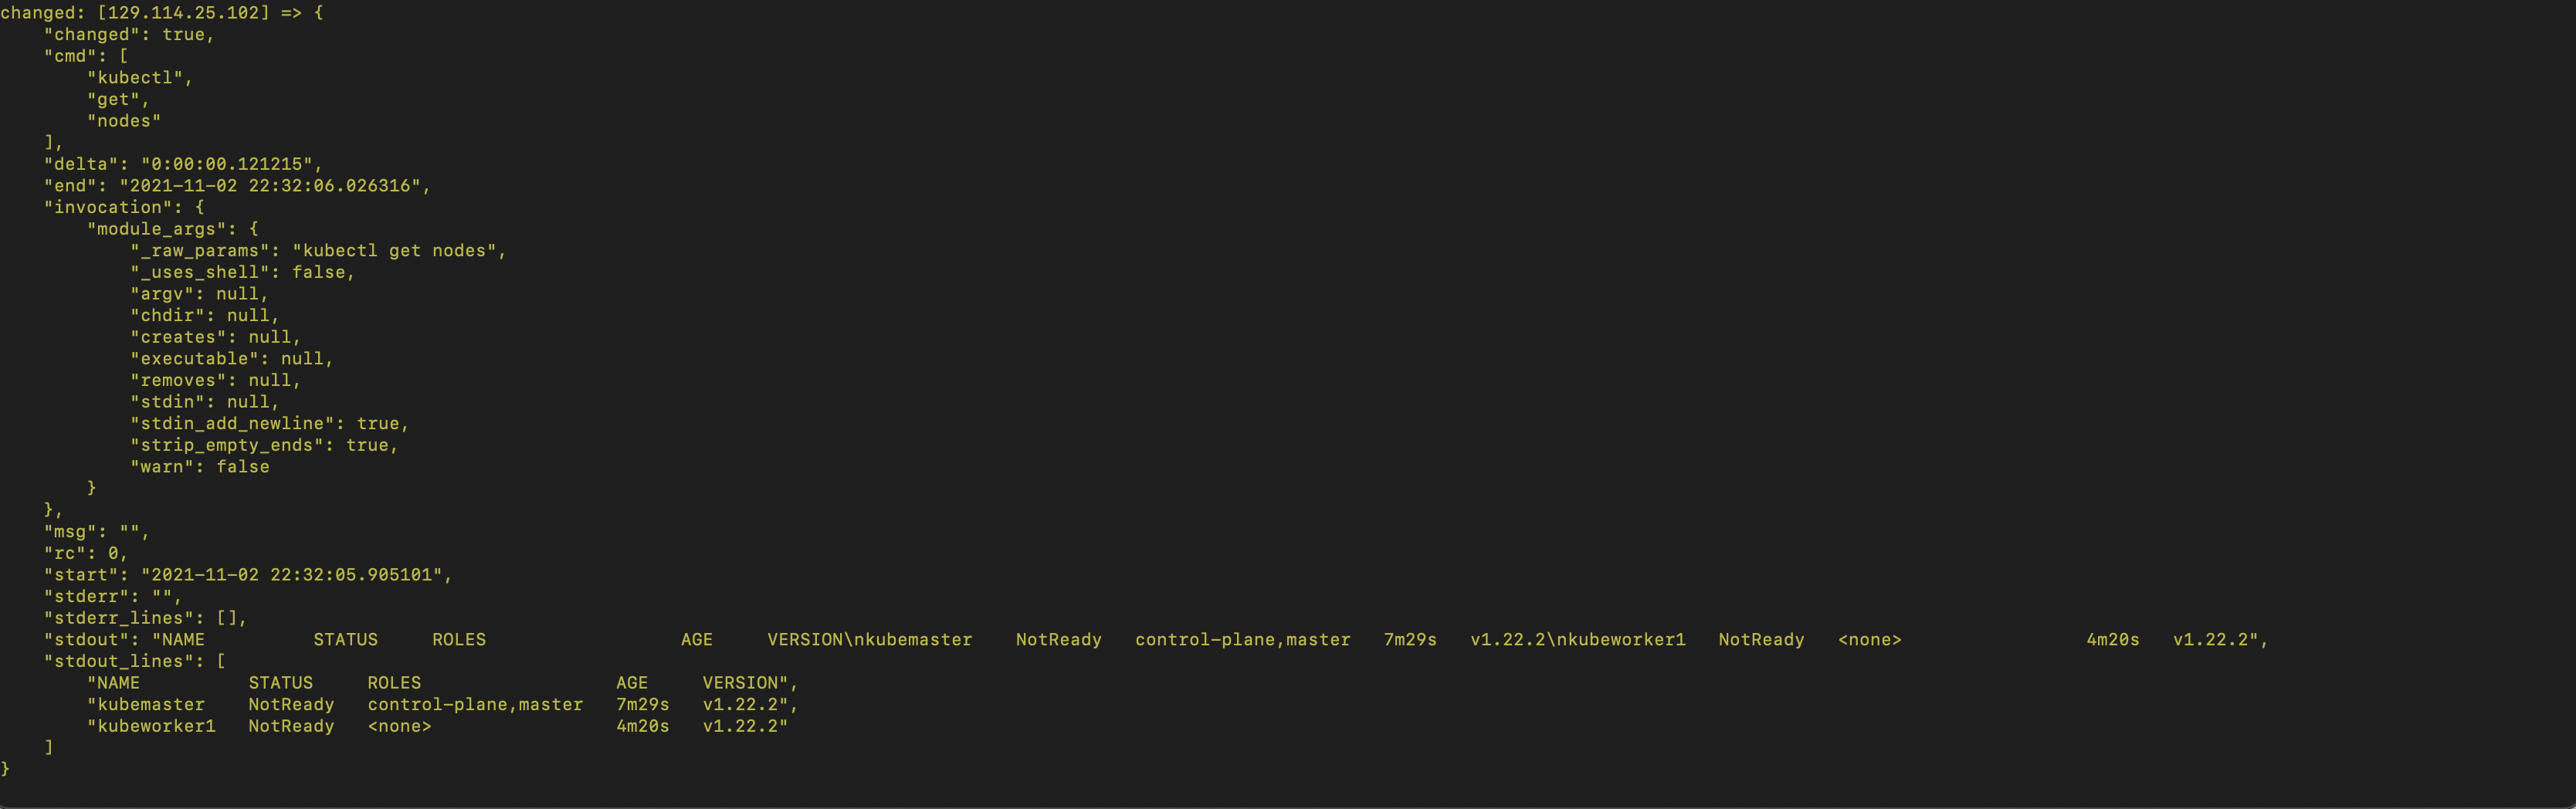 changed: [129.114.25.102] => {
    "changed": true,
    "cmd": [
        "kubectl",
        "get",
        "nodes"
    ],
    "delta": "0:00:00.121215",
    "end": "2021-11-02 22:32:06.026316",
    "invocation": {
        "module_args": {
            "_raw_params": "kubectl get nodes",
            "_uses_shell": false,
            "argv": null,
            "chdir": null,
            "creates": null,
            "executable": null,
            "removes": null,
            "stdin": null,
            "stdin_add_newline": true,
            "strip_empty_ends": true,
            "warn": false
        }
    },
    "msg": "",
    "rc": 0,
    "start": "2021-11-02 22:32:05.905101",
    "stderr": "",
    "stderr_lines": [],
    "stdout": "NAME          STATUS     ROLES                  AGE     VERSION\nkubemaster    NotReady   control-plane,master   7m29s   v1.22.2\nkubeworker1   NotReady   <none>                 4m20s   v1.22.2",
    "stdout_lines": [
        "NAME          STATUS     ROLES                  AGE     VERSION",
        "kubemaster    NotReady   control-plane,master   7m29s   v1.22.2",
        "kubeworker1   NotReady   <none>                 4m20s   v1.22.2"
    ]
}